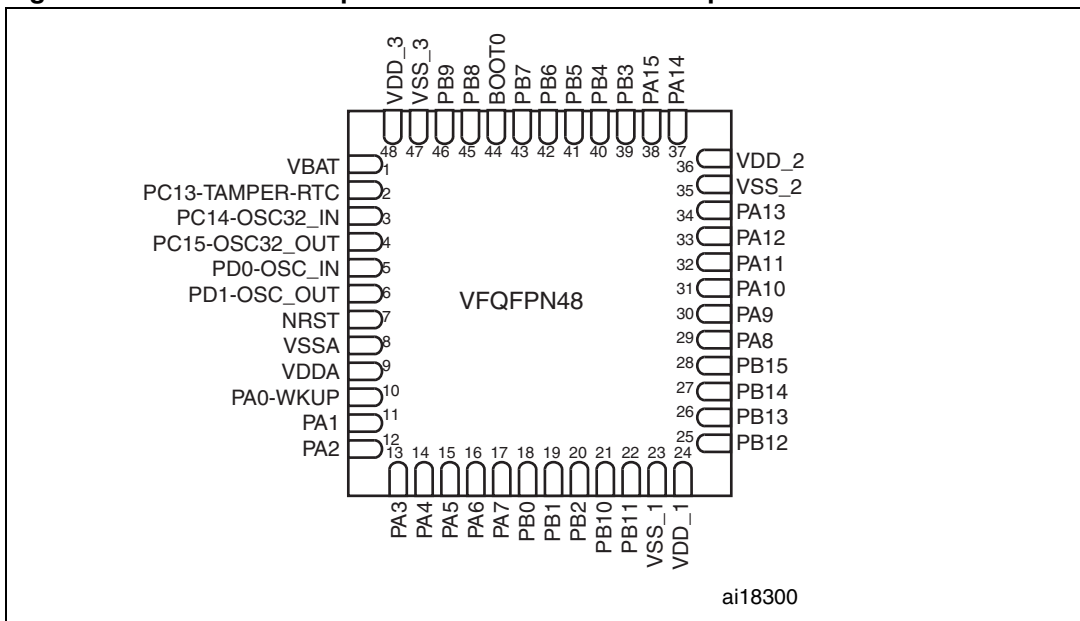 VDD_3
VSS_3
PB9
PB8
BOOT0
PB7
PB6
PB5
PB4
PB3
PA15
PA14
48 47 46 45 44 43 42 41 40 39 38 37
VBAT 1
PC13-TAMPER-RTC 2
PC14-OSC32_IN 3
PC15-OSC32_OUT 4
PD0-OSC_IN 5
PD1-OSC_OUT 6
NRST 7
VSSA 8
VDDA 9
PA0-WKUP 10
PA1 11
PA2 12
VFQFPN48
36 VDD_2
35 VSS_2
34 PA13
33 PA12
32 PA11
31 PA10
30 PA9
29 PA8
28 PB15
27 PB14
26 PB13
25 PB12
13 14 15 16 17 18 19 20 21 22 23 24
PA3
PA4
PA5
PA6
PA7
PB0
PB1
PB2
PB10
PB11
VSS_1
VDD_1
ai18300